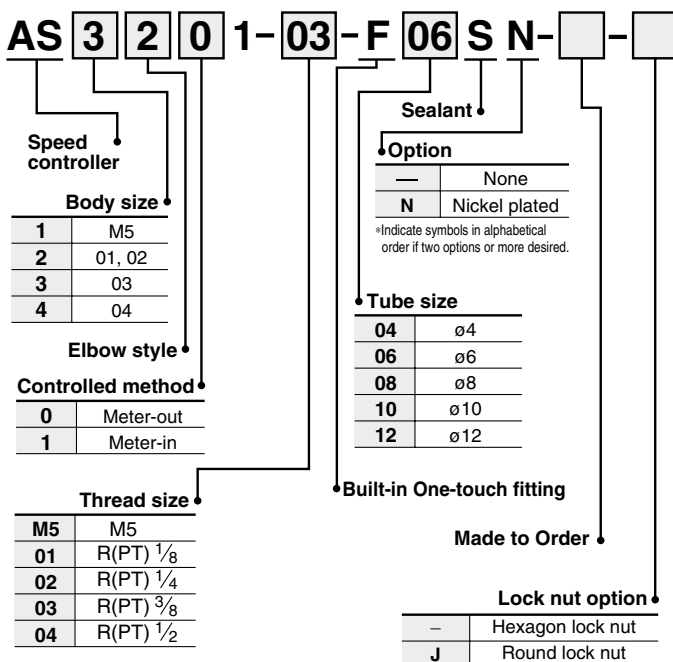 AS 3 2 0 1-03-F 06 S N-□-□
Speed
controller
Body size
1 M5
2 01, 02
3 03
4 04
Elbow style
Controlled method
0 Meter-out
1 Meter-in
Thread size
M5 M5
01 R(PT) 1/8
02 R(PT) 1/4
03 R(PT) 3/8
04 R(PT) 1/2
Sealant
Option
— None
N Nickel plated
*Indicate symbols in alphabetical
order if two options or more desired.
Tube size
04 ø4
06 ø6
08 ø8
10 ø10
12 ø12
Built-in One-touch fitting
Made to Order
Lock nut option
– Hexagon lock nut
J Round lock nut